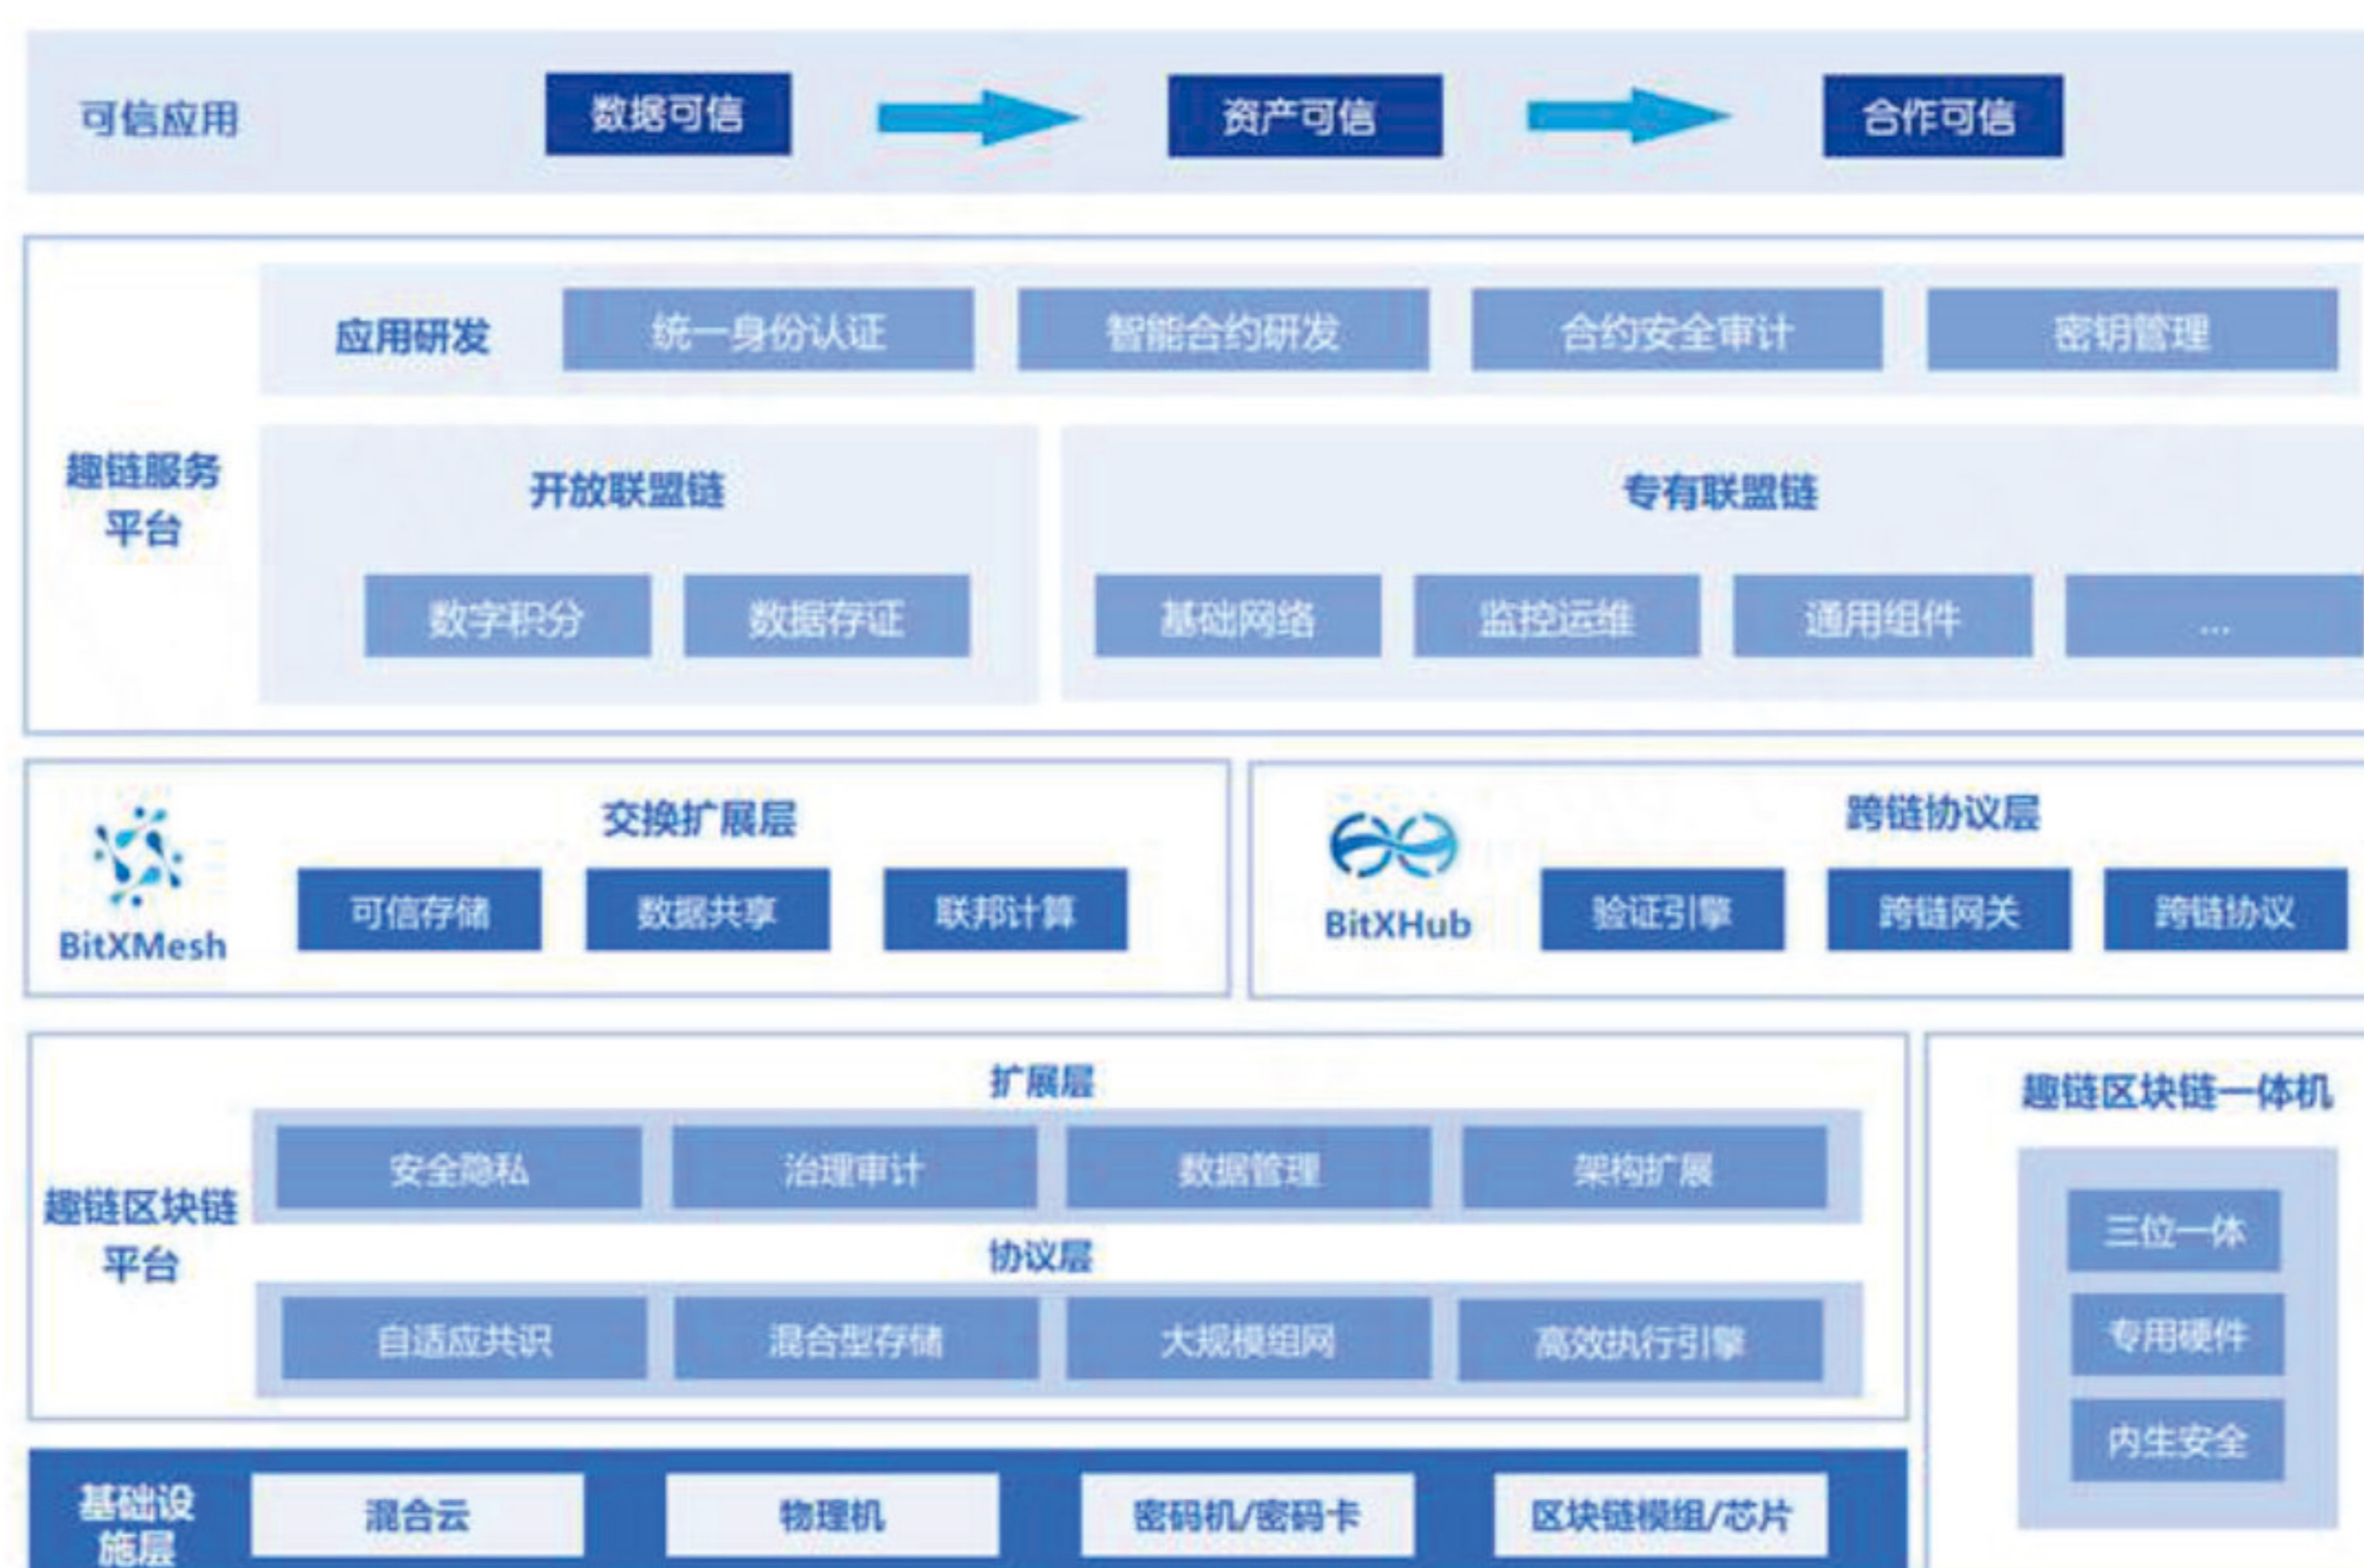 可信应用
数据可信
资产可信
合作可信
应用研发
统一身份认证
智能合约研发
合约安全审计
密钥管理
趣链服务
平台
开放联盟链
数字积分
数据存证
专有联盟链
基础网络
监控运维
通用组件
...
BitXMesh
交换扩展层
可信存储
数据共享
联邦计算
BitXHub
跨链协议层
验证引擎
跨链网关
跨链协议
趣链区块链
平台
扩展层
安全隐私
治理审计
数据管理
架构扩展
协议层
自适应共识
混合型存储
大规模组网
高效执行引擎
趣链区块链一体机
三位一体
专用硬件
内生安全
基础设
施层
混合云
物理机
密码机/密码卡
区块链模组/芯片